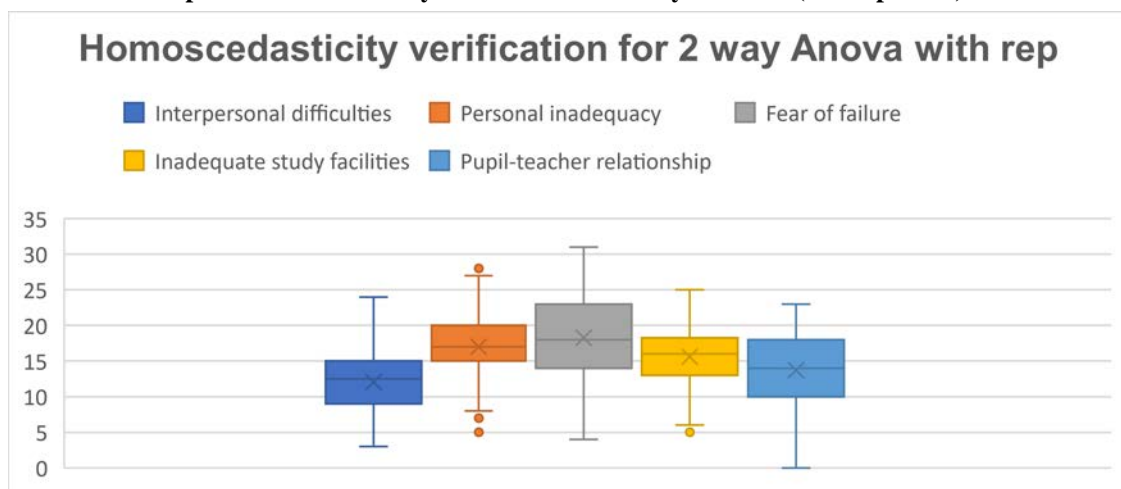 Homoscedasticity verification for 2 way Anova with rep
Interpersonal difficulties Personal inadequacy Fear of failure
Inadequate study facilities Pupil-teacher relationship
35
30
25
20
15
10
5
0